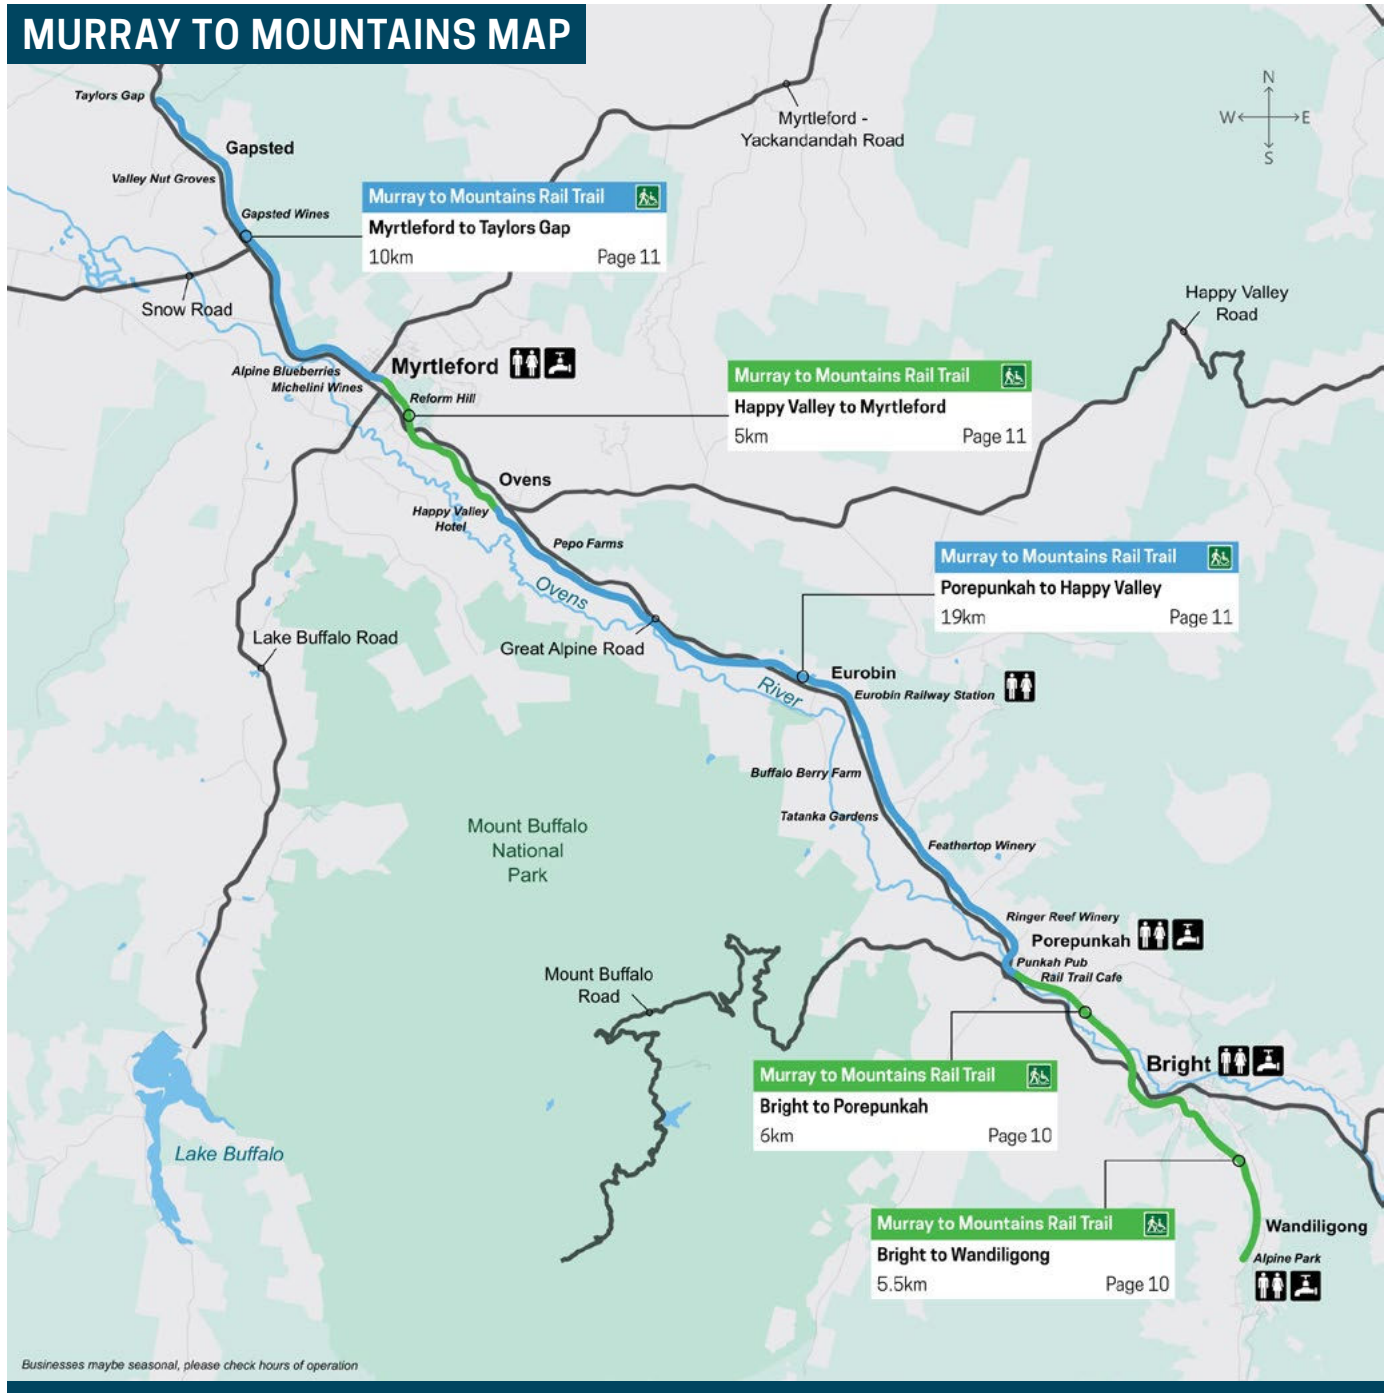 MURRAY TO MOUNTAINS MAP
Taylors Gap
Gapsted
Valley Nut Groves
Gapsted Wines
Myrtleford -
Yackandandah Road
N
W E
S
Murray to Mountains Rail Trail
Myrtleford to Taylors Gap
10km Page 11
Snow Road
Happy Valley
Road
Alpine Blueberries
Michelini Wines
Myrtleford
Reform Hill
Murray to Mountains Rail Trail
Happy Valley to Myrtleford
5km Page 11
Ovens
Happy Valley
Hotel
Pepo Farms
Ovens
Murray to Mountains Rail Trail
Porepunkah to Happy Valley
19km Page 11
Lake Buffalo Road
Great Alpine Road
River
Eurobin
Eurobin Railway Station
Buffalo Berry Farm
Tatanka Gardens
Mount Buffalo
National
Park
Feathertop Winery
Ringer Reef Winery
Porepunkah
Punkah Pub
Rail Trail Cafe
Mount Buffalo
Road
Bright
Murray to Mountains Rail Trail
Bright to Porepunkah
6km Page 10
Lake Buffalo
Murray to Mountains Rail Trail
Bright to Wandiligong
5.5km Page 10
Wandiligong
Alpine Park
Businesses maybe seasonal, please check hours of operation